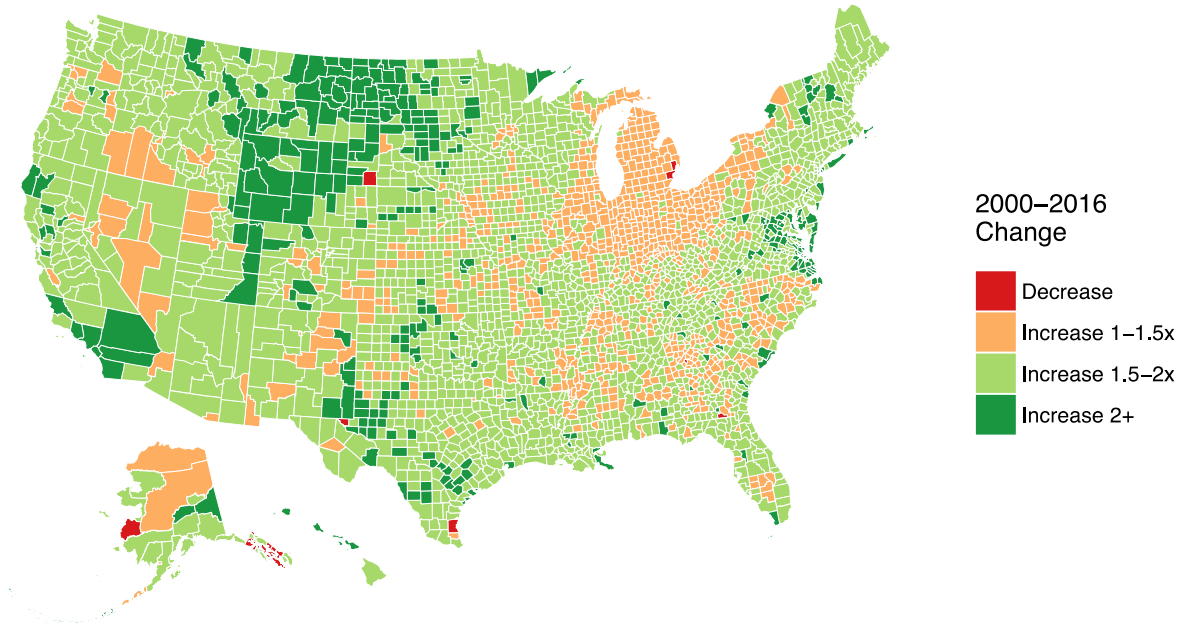 2000–2016
Change
Decrease
Increase 1–1.5x
Increase 1.5–2x
Increase 2+